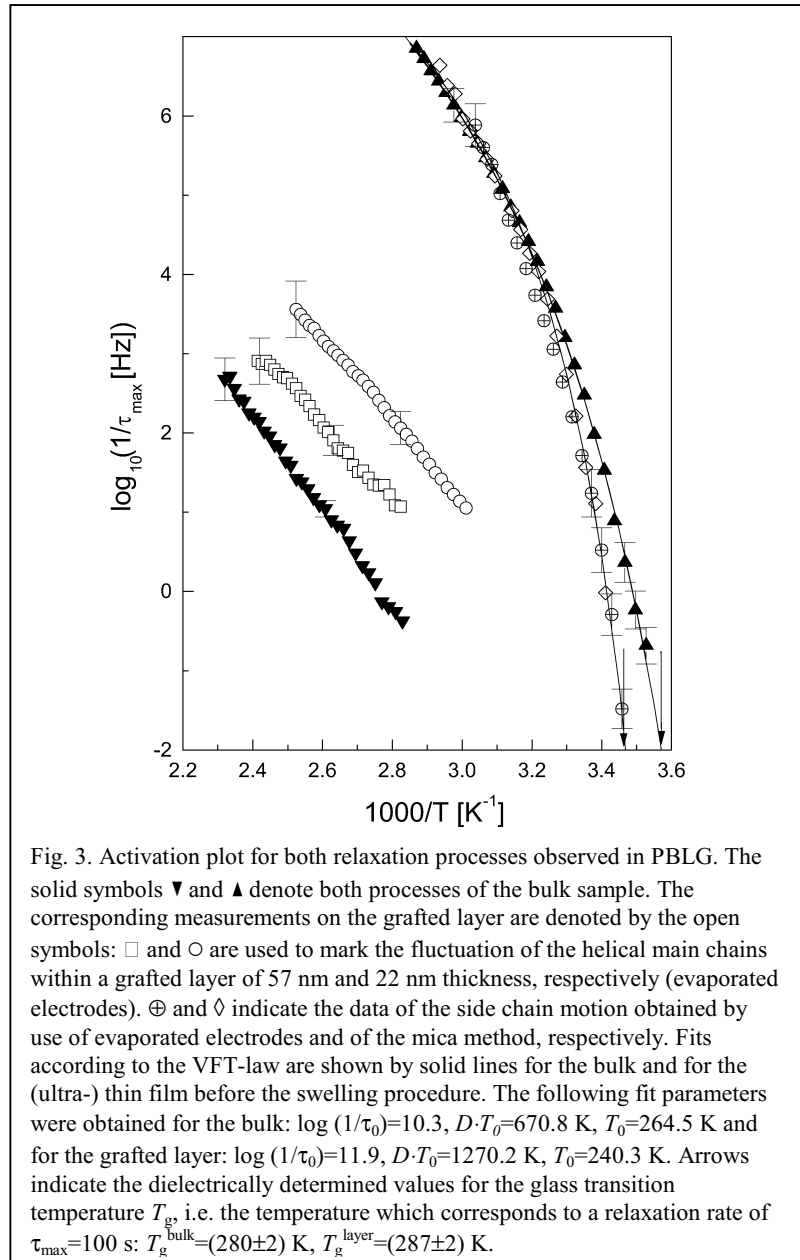 6
4
2
0
-2
2.2 2.4 2.6 2.8 3.0 3.2 3.4 3.6
log₁₀(1/τ_max [Hz])
1000/T [K⁻¹]
Fig. 3. Activation plot for both relaxation processes observed in PBLG. The
solid symbols ▼ and ▲ denote both processes of the bulk sample. The
corresponding measurements on the grafted layer are denoted by the open
symbols: □ and ○ are used to mark the fluctuation of the helical main chains
within a grafted layer of 57 nm and 22 nm thickness, respectively (evaporated
electrodes). ⊕ and ◊ indicate the data of the side chain motion obtained by
use of evaporated electrodes and of the mica method, respectively. Fits
according to the VFT-law are shown by solid lines for the bulk and for the
(ultra-) thin film before the swelling procedure. The following fit parameters
were obtained for the bulk: log (1/τ₀)=10.3, D·T₀=670.8 K, T₀=264.5 K and
for the grafted layer: log (1/τ₀)=11.9, D·T₀=1270.2 K, T₀=240.3 K. Arrows
indicate the dielectrically determined values for the glass transition
temperature T_g, i.e. the temperature which corresponds to a relaxation rate of
τ_max=100 s: T_g^bulk=(280±2) K, T_g^layer=(287±2) K.